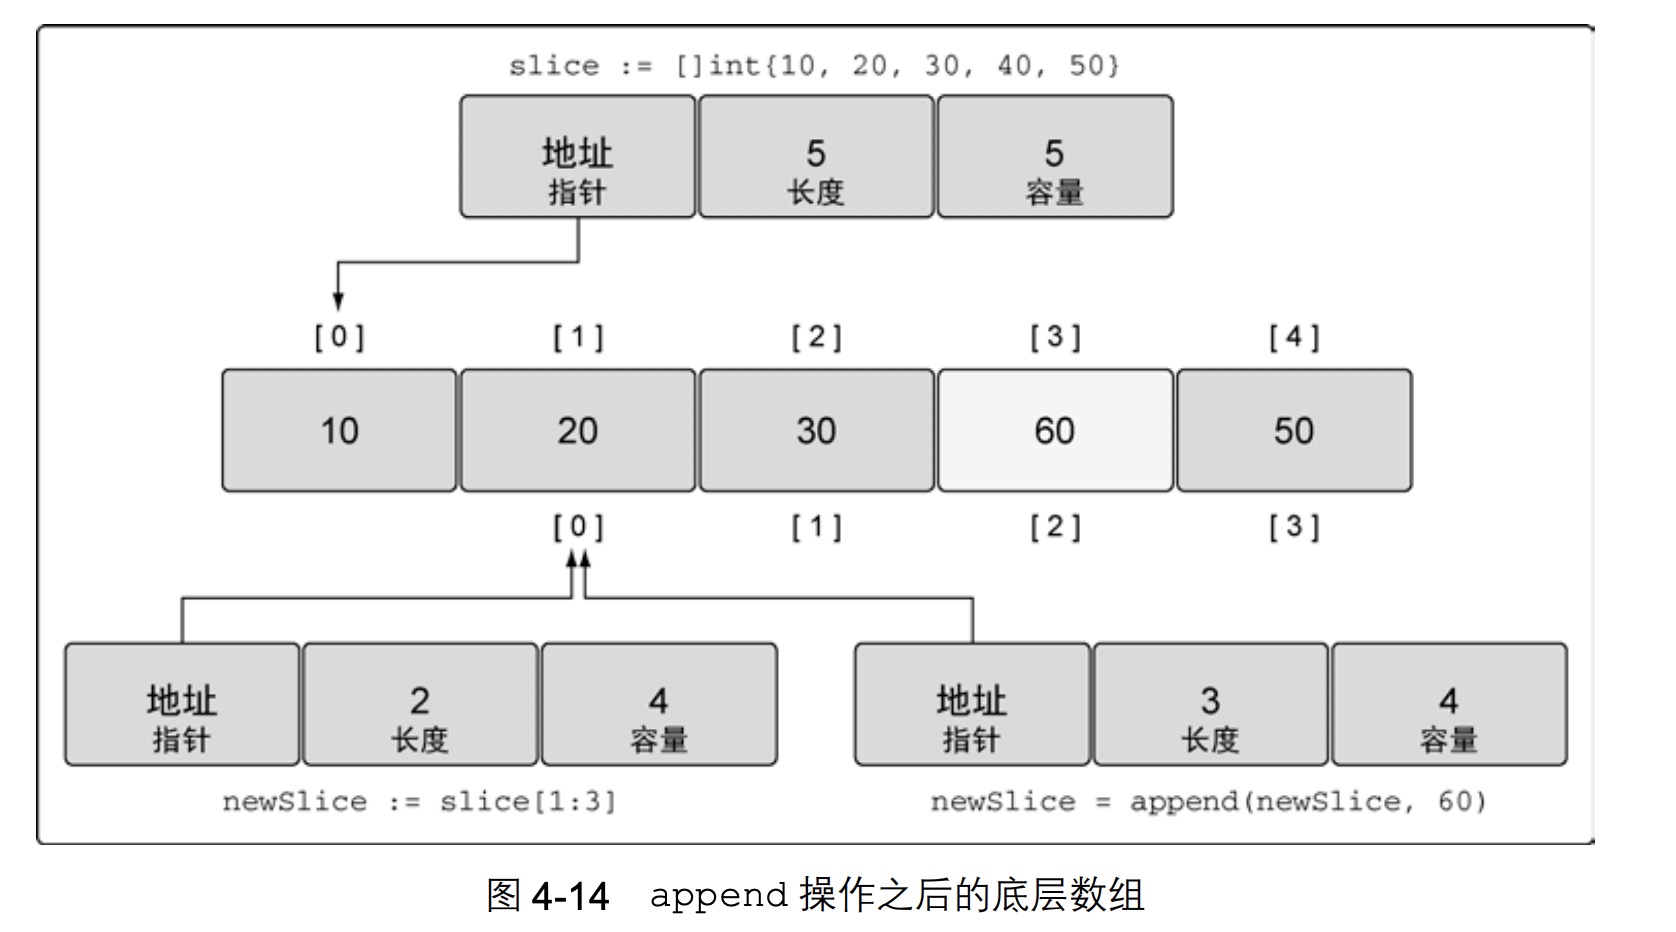 slice := []int{10, 20, 30, 40, 50}
地址 5 5
指针 长度 容量
[0] [1] [2] [3] [4]
10 20 30 60 50
[0] [1] [2] [3]
地址 2 4 地址 3 4
指针 长度 容量 指针 长度 容量
newSlice := slice[1:3] newSlice = append(newSlice, 60)
图 4-14 append 操作之后的底层数组